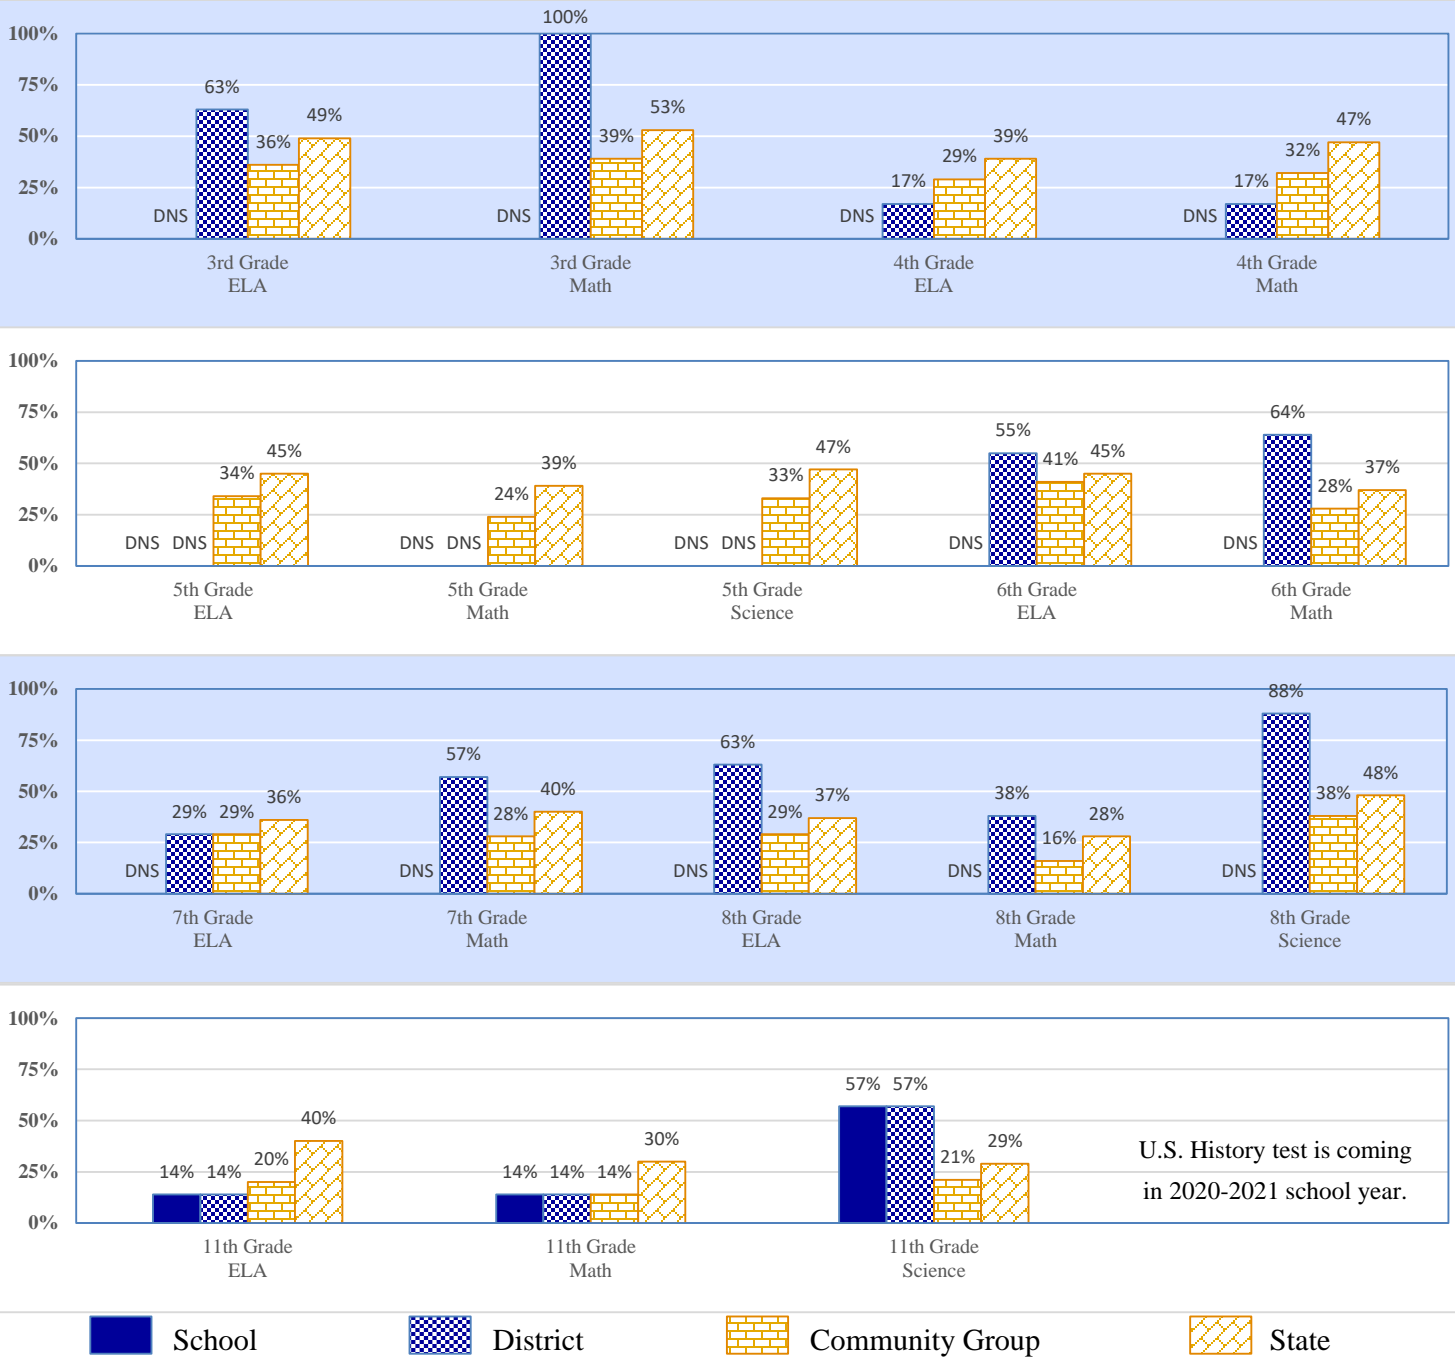 100%
100%
75%
63%
53%
49%
50%
47%
39%
36%
39%
29%
32%
25%
17%
17%
DNS
DNS
DNS
DNS
0%
3rd Grade
ELA
3rd Grade
Math
4th Grade
ELA
4th Grade
Math
100%
75%
64%
55%
50%
45%
47%
41%
45%
34%
39%
33%
37%
24%
28%
25%
DNS DNS
DNS DNS
DNS DNS
DNS
DNS
0%
5th Grade
ELA
5th Grade
Math
5th Grade
Science
6th Grade
ELA
6th Grade
Math
100%
88%
75%
63%
57%
50%
48%
29%
29%
36%
28%
40%
29%
37%
38%
16%
28%
38%
25%
DNS
DNS
DNS
DNS
DNS
0%
7th Grade
ELA
7th Grade
Math
8th Grade
ELA
8th Grade
Math
8th Grade
Science
100%
75%
57% 57%
50%
40%
30%
29%
25%
14% 14% 20%
14% 14% 14%
21%
0%
U.S. History test is coming
in 2020-2021 school year.
11th Grade
ELA
11th Grade
Math
11th Grade
Science
School
District
Community Group
State